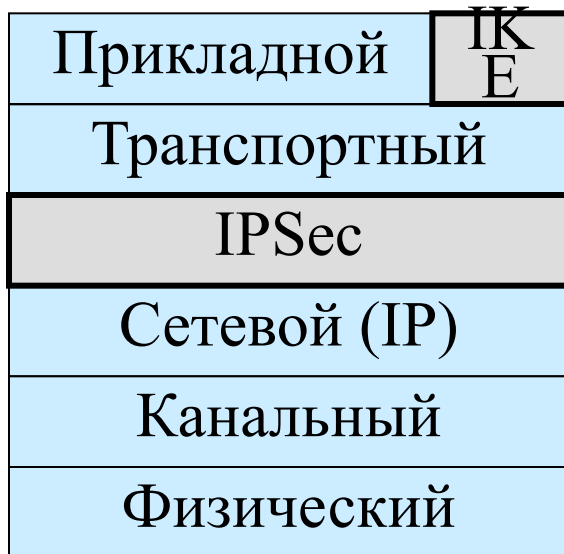 Прикладной
IK
E
Транспортный
IPSec
Сетевой (IP)
Канальный
Физический